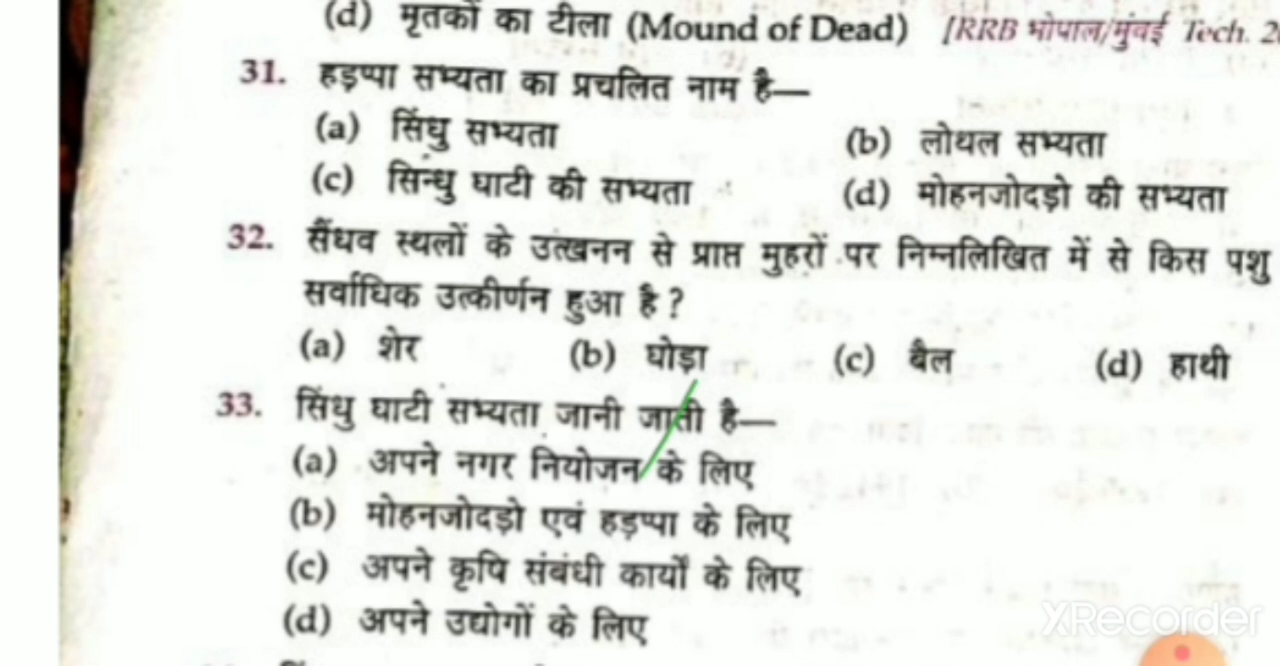 (d) मृतकों का टीला (Mound of Dead) [RRB भोपाल/मुंबई Tech.
31. हड़प्पा सभ्यता का प्रचलित नाम है—
(a) सिंधु सभ्यता (b) लोथल सभ्यता
(c) सिन्धु घाटी की सभ्यता (d) मोहनजोदड़ो की सभ्यता
32. सैंधव स्थलों के उत्खनन से प्राप्त मुहरों पर निम्नलिखित में से किस पशु
सर्वाधिक उत्कीर्णन हुआ है ?
(a) शेर (b) घोड़ा (c) बैल (d) हाथी
33. सिंधु घाटी सभ्यता जानी जाती है—
(a) अपने नगर नियोजन के लिए
(b) मोहनजोदड़ो एवं हड़प्पा के लिए
(c) अपने कृषि संबंधी कार्यों के लिए
(d) अपने उद्योगों के लिए
XRecorder